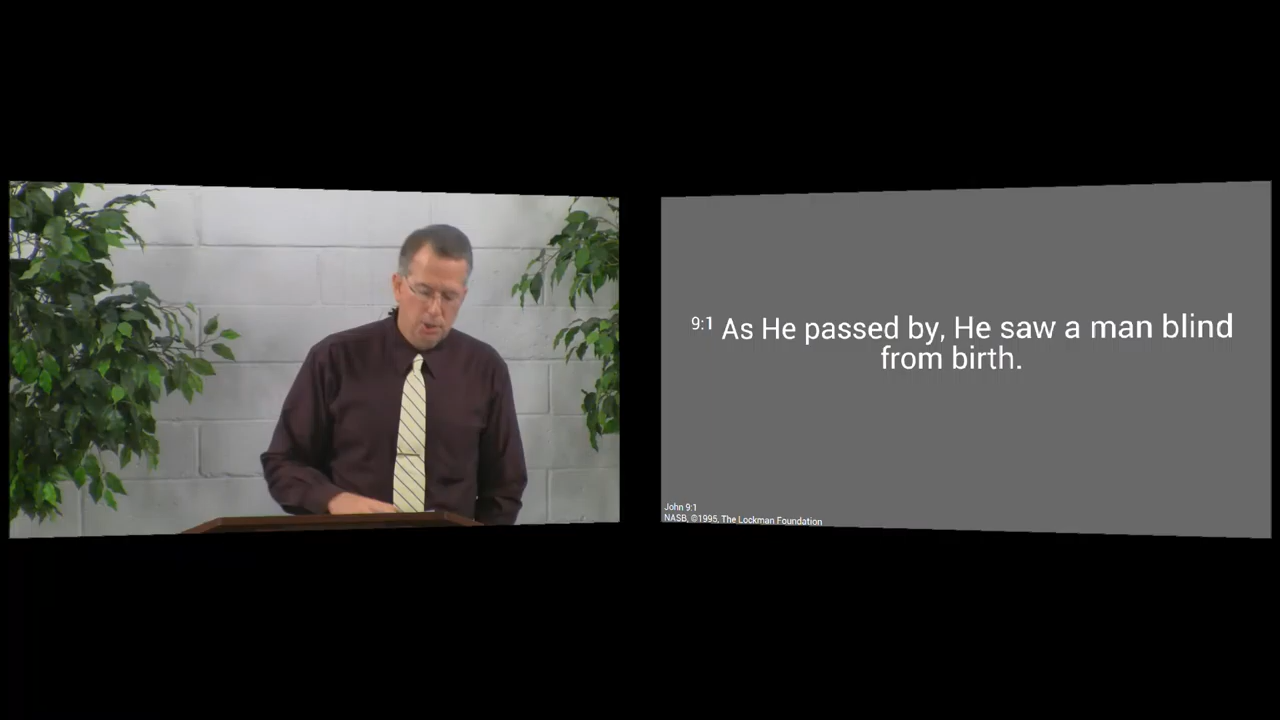 9:1 As He passed by, He saw a man blind
from birth.
John 9:1
NASB, ©1995, The Lockman Foundation